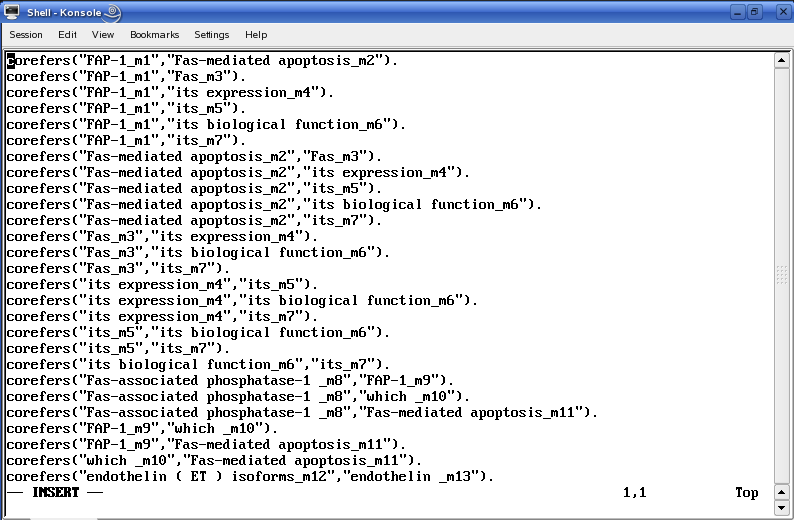 Shell - Konsole
Session Edit View Bookmarks Settings Help
corefers("FAP-1_m1","Fas-mediated apoptosis_m2").
corefers("FAP-1_m1","Fas_m3").
corefers("FAP-1_m1","its expression_m4").
corefers("FAP-1_m1","its_m5").
corefers("FAP-1_m1","its biological function_m6").
corefers("FAP-1_m1","its_m7").
corefers("Fas-mediated apoptosis_m2","Fas_m3").
corefers("Fas-mediated apoptosis_m2","its expression_m4").
corefers("Fas-mediated apoptosis_m2","its_m5").
corefers("Fas-mediated apoptosis_m2","its biological function_m6").
corefers("Fas-mediated apoptosis_m2","its_m7").
corefers("Fas_m3","its expression_m4").
corefers("Fas_m3","its biological function_m6").
corefers("Fas_m3","its_m7").
corefers("its expression_m4","its_m5").
corefers("its expression_m4","its biological function_m6").
corefers("its expression_m4","its_m7").
corefers("its_m5","its biological function_m6").
corefers("its_m5","its_m7").
corefers("its biological function_m6","its_m7").
corefers("Fas-associated phosphatase-1 _m8","FAP-1_m9").
corefers("Fas-associated phosphatase-1 _m8","which _m10").
corefers("Fas-associated phosphatase-1 _m8","Fas-mediated apoptosis_m11").
corefers("FAP-1_m9","which _m10").
corefers("FAP-1_m9","Fas-mediated apoptosis_m11").
corefers("which _m10","Fas-mediated apoptosis_m11").
corefers("endothelin ( ET ) isoforms_m12","endothelin _m13").
-- INSERT -- 1,1 Top